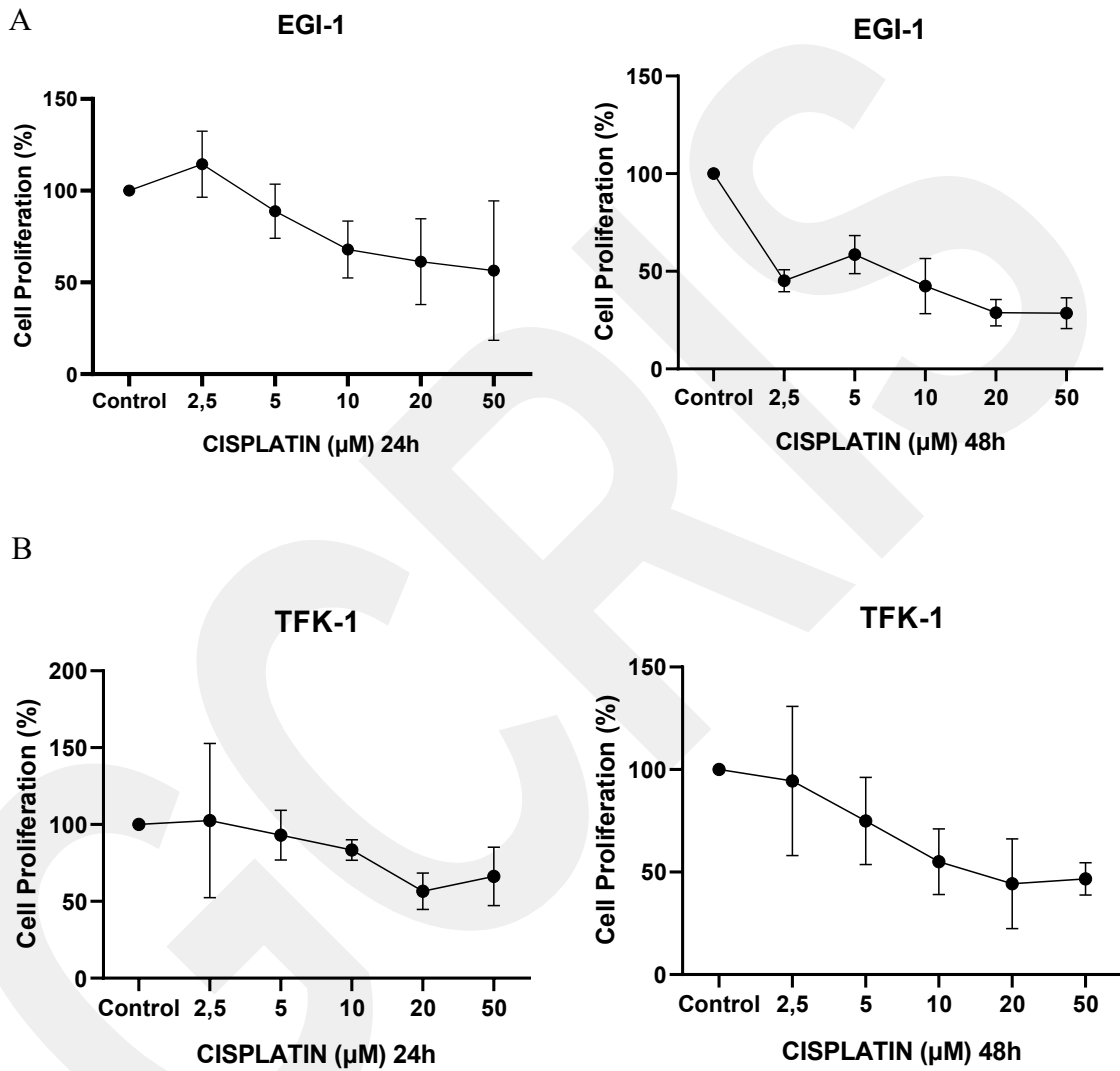 A
EGI-1
Cell Proliferation (%)
150
100
50
0
Control 2,5 5 10 20 50
CISPLATIN (µM) 24h
EGI-1
Cell Proliferation (%)
150
100
50
0
Control 2,5 5 10 20 50
CISPLATIN (µM) 48h
B
TFK-1
Cell Proliferation (%)
200
150
100
50
0
Control 2,5 5 10 20 50
CISPLATIN (µM) 24h
TFK-1
Cell Proliferation (%)
150
100
50
0
Control 2,5 5 10 20 50
CISPLATIN (µM) 48h
GCRIS